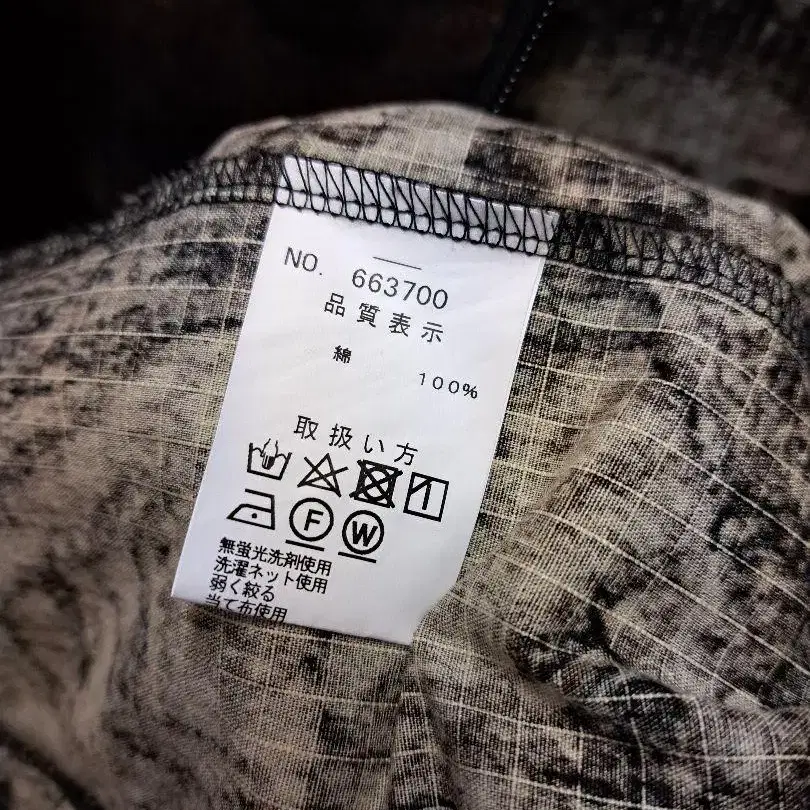 NO. 663700
品質表示
綿
100%
取扱い方
F W
無蛍光洗剤使用
洗濯ネット使用
弱く絞る
当て布使用